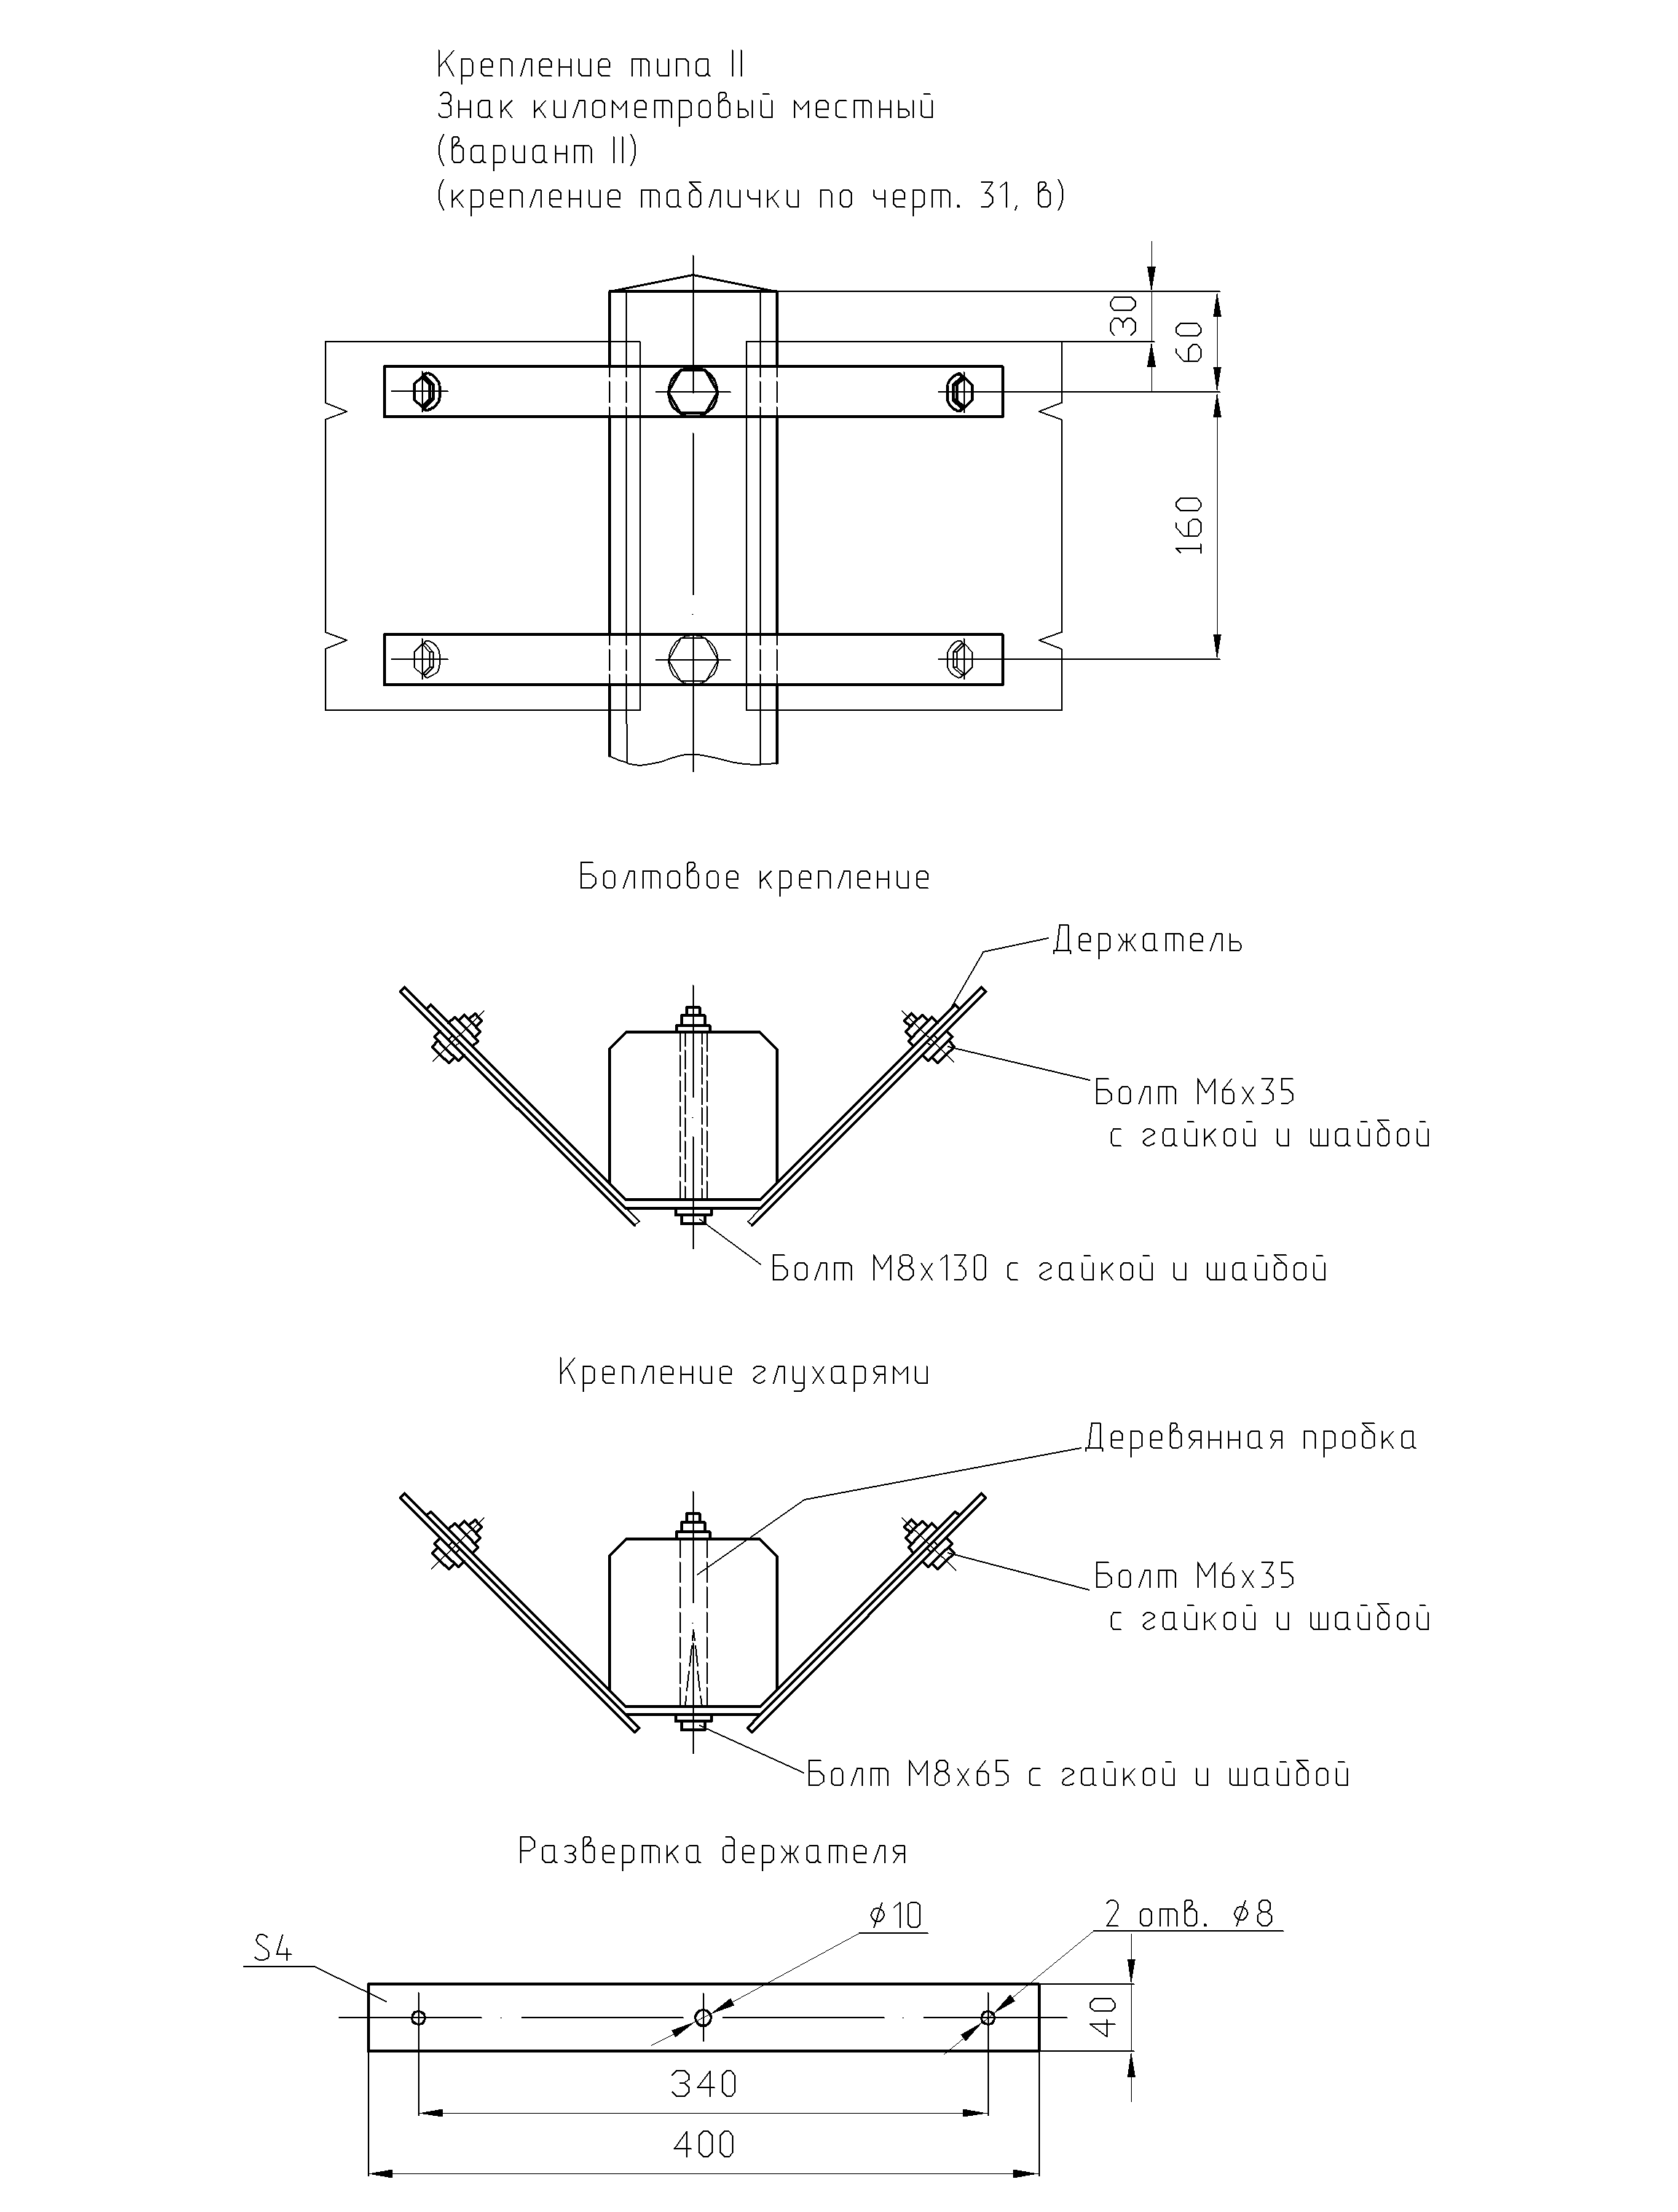 Крепление типа II
Знак километровый местный
(вариант II)
(крепление таблички по черт. 31, в)
30
60
160
Болтовое крепление
Держатель
Болт М6х35
с гайкой и шайбой
Болт М8х130 с гайкой и шайбой
Крепление глухарями
Деревянная пробка
Болт М6х35
с гайкой и шайбой
Болт М8х65 с гайкой и шайбой
Развертка держателя
S4
ϕ10
2 отв. ϕ8
40
340
400